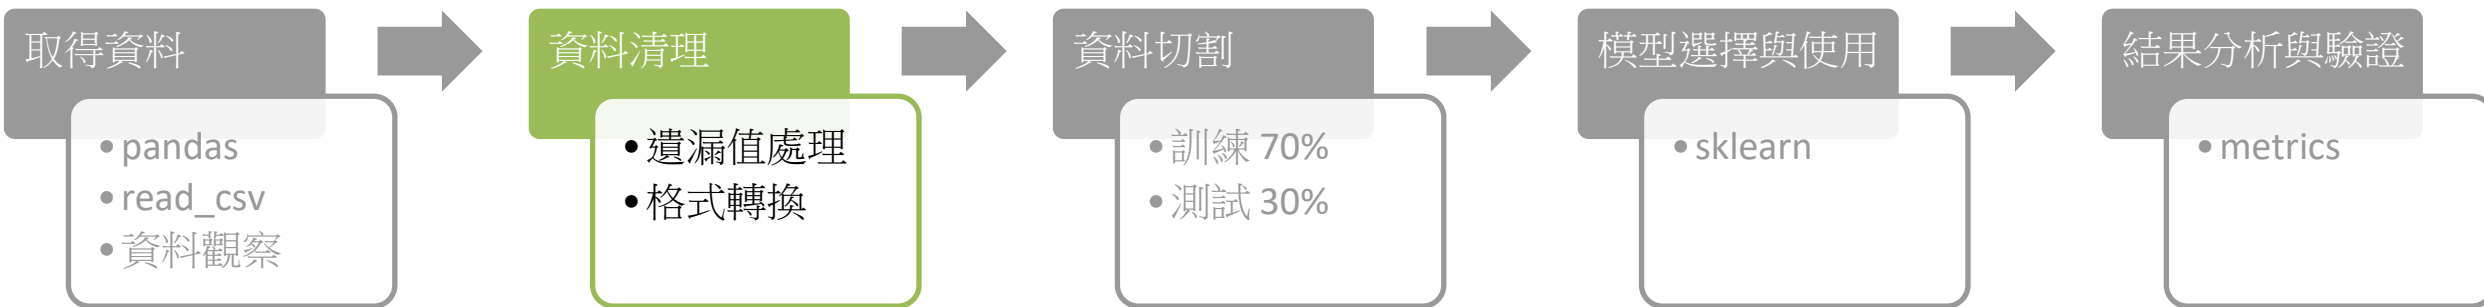 取得資料
•pandas
•read_csv
•資料觀察
資料清理
•遺漏值處理
•格式轉換
資料切割
•訓練 70%
•測試 30%
模型選擇與使用
•sklearn
結果分析與驗證
•metrics